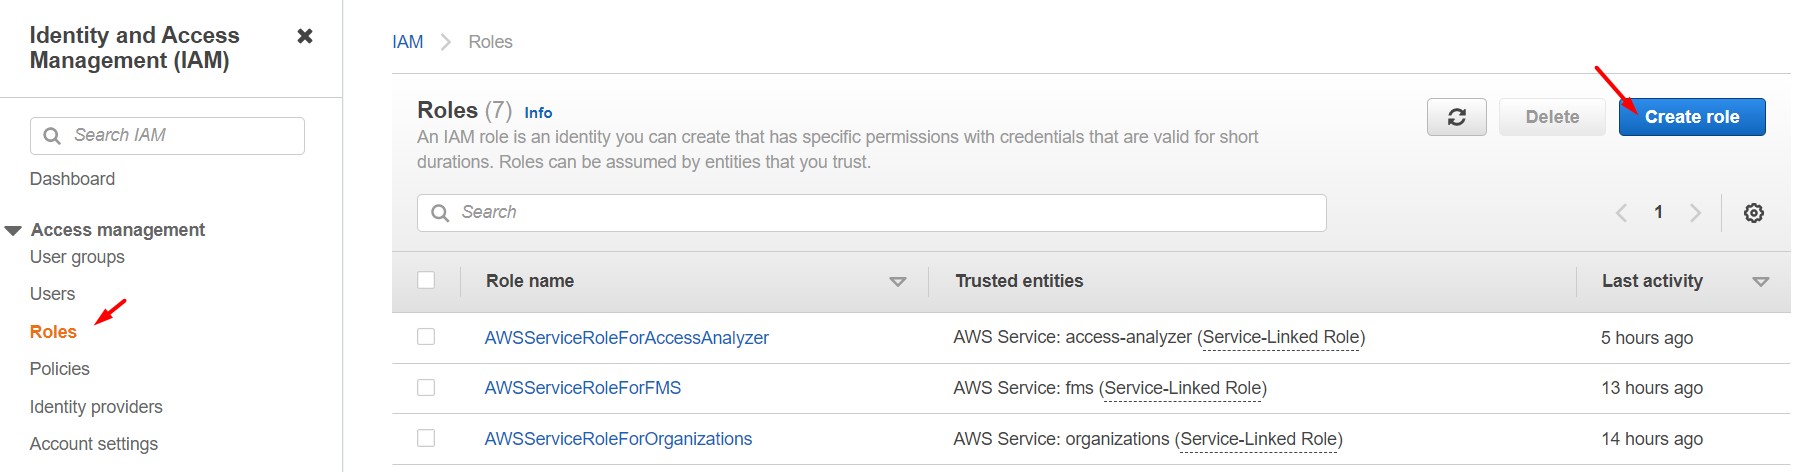 Identity and Access
Management (IAM)
Search IAM
Dashboard
Access management
User groups
Users
Roles
Policies
Identity providers
Account settings
IAM
Roles
Roles (7) Info
An IAM role is an identity you can create that has specific permissions with credentials that are valid for short
durations. Roles can be assumed by entities that you trust.
Delete
Create role
Search
1
Role name Trusted entities Last activity
AWSServiceRoleForAccessAnalyzer AWS Service: access-analyzer (Service-Linked Role) 5 hours ago
AWSServiceRoleForFMS AWS Service: fms (Service-Linked Role) 13 hours ago
AWSServiceRoleForOrganizations AWS Service: organizations (Service-Linked Role) 14 hours ago